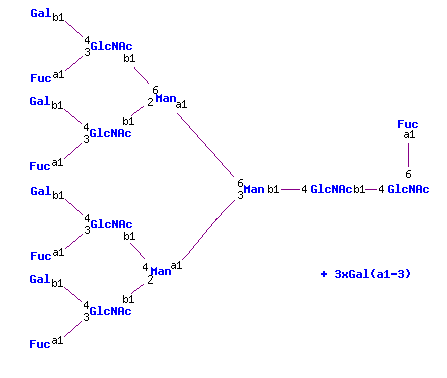 Gal b1
4 GlcNAc
3
b1
Fuc a1
6
Man a1
2
Gal b1
b1
4
GlcNAc
3
Fuc a1
Fuc
a1
6
6
Man b1 4 GlcNAc b1 4 GlcNAc
3
Gal b1
4
GlcNAc
3
b1
Fuc a1
4
Man a1
2
+ 3xGal(a1-3)
Gal b1
b1
4
GlcNAc
3
Fuc a1